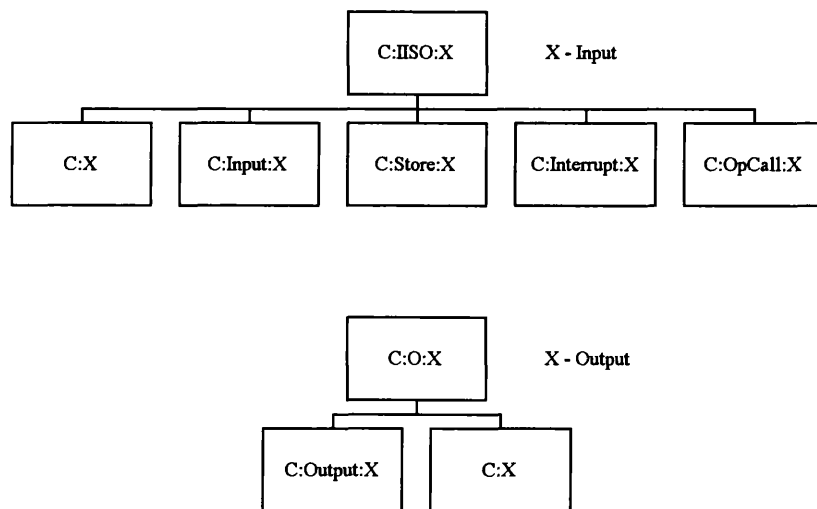 C:IISO:X
X - Input
C:X
C:Input:X
C:Store:X
C:Interrupt:X
C:OpCall:X
C:O:X
X - Output
C:Output:X
C:X